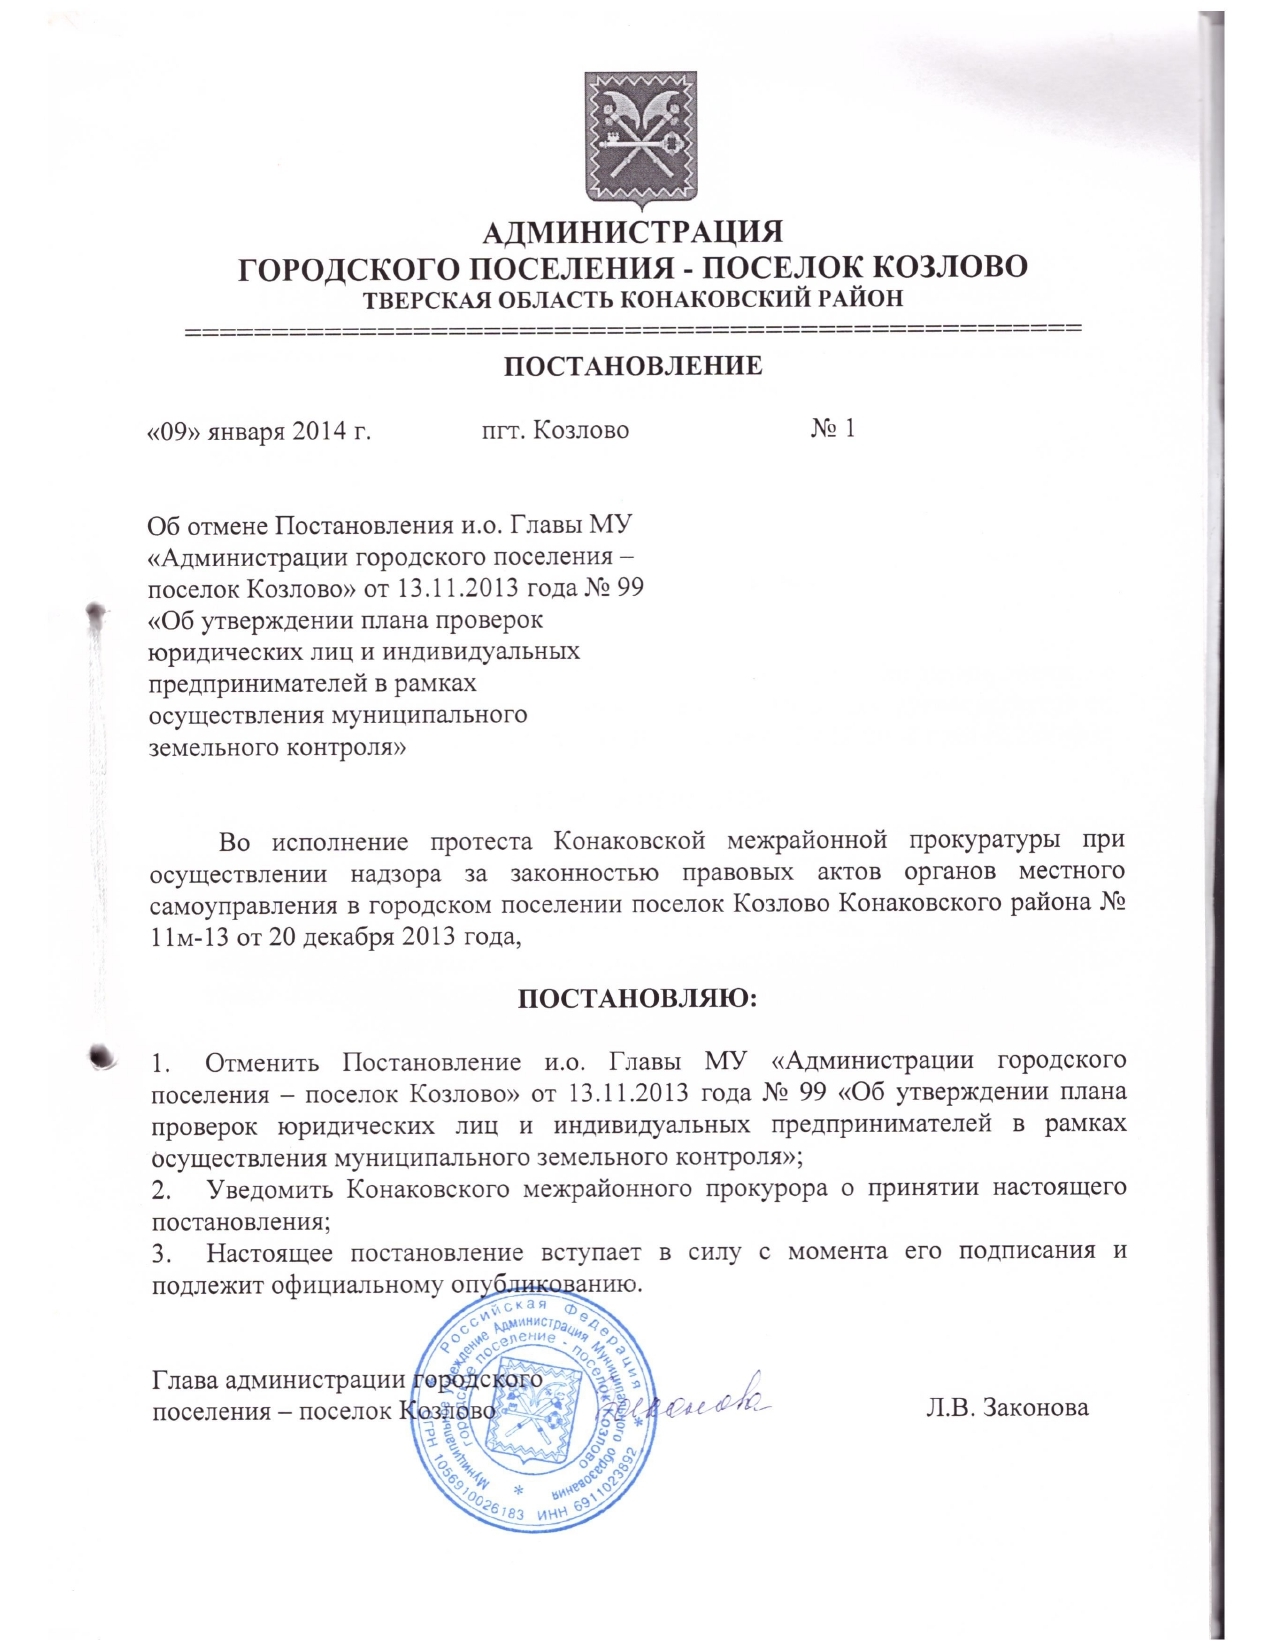 АДМИНИСТРАЦИЯ
ГОРОДСКОГО ПОСЕЛЕНИЯ - ПОСЕЛОК КОЗЛОВО
ТВЕРСКАЯ ОБЛАСТЬ КОНАКОВСКИЙ РАЙОН
======================================================
ПОСТАНОВЛЕНИЕ
«09» января 2014 г. пгт. Козлово № 1
Об отмене Постановления и.о. Главы МУ
«Администрации городского поселения –
поселок Козлово» от 13.11.2013 года № 99
«Об утверждении плана проверок
юридических лиц и индивидуальных
предпринимателей в рамках
осуществления муниципального
земельного контроля»
Во исполнение протеста Конаковской межрайонной прокуратуры при
осуществлении надзора за законностью правовых актов органов местного
самоуправления в городском поселении поселок Козлово Конаковского района №
11м-13 от 20 декабря 2013 года,
ПОСТАНОВЛЯЮ:
1. Отменить Постановление и.о. Главы МУ «Администрации городского
поселения – поселок Козлово» от 13.11.2013 года № 99 «Об утверждении плана
проверок юридических лиц и индивидуальных предпринимателей в рамках
осуществления муниципального земельного контроля»;
2. Уведомить Конаковского межрайонного прокурора о принятии настоящего
постановления;
3. Настоящее постановление вступает в силу с момента его подписания и
подлежит официальному опубликованию.
Глава администрации городского
поселения – поселок Козлово Л.В. Законова
* Российская Федерация *
ОГРН 1056910026183 ИНН 6911023892
Муниципальное учреждение Администрация Муниципального образования *
городское поселение - поселок Козлово